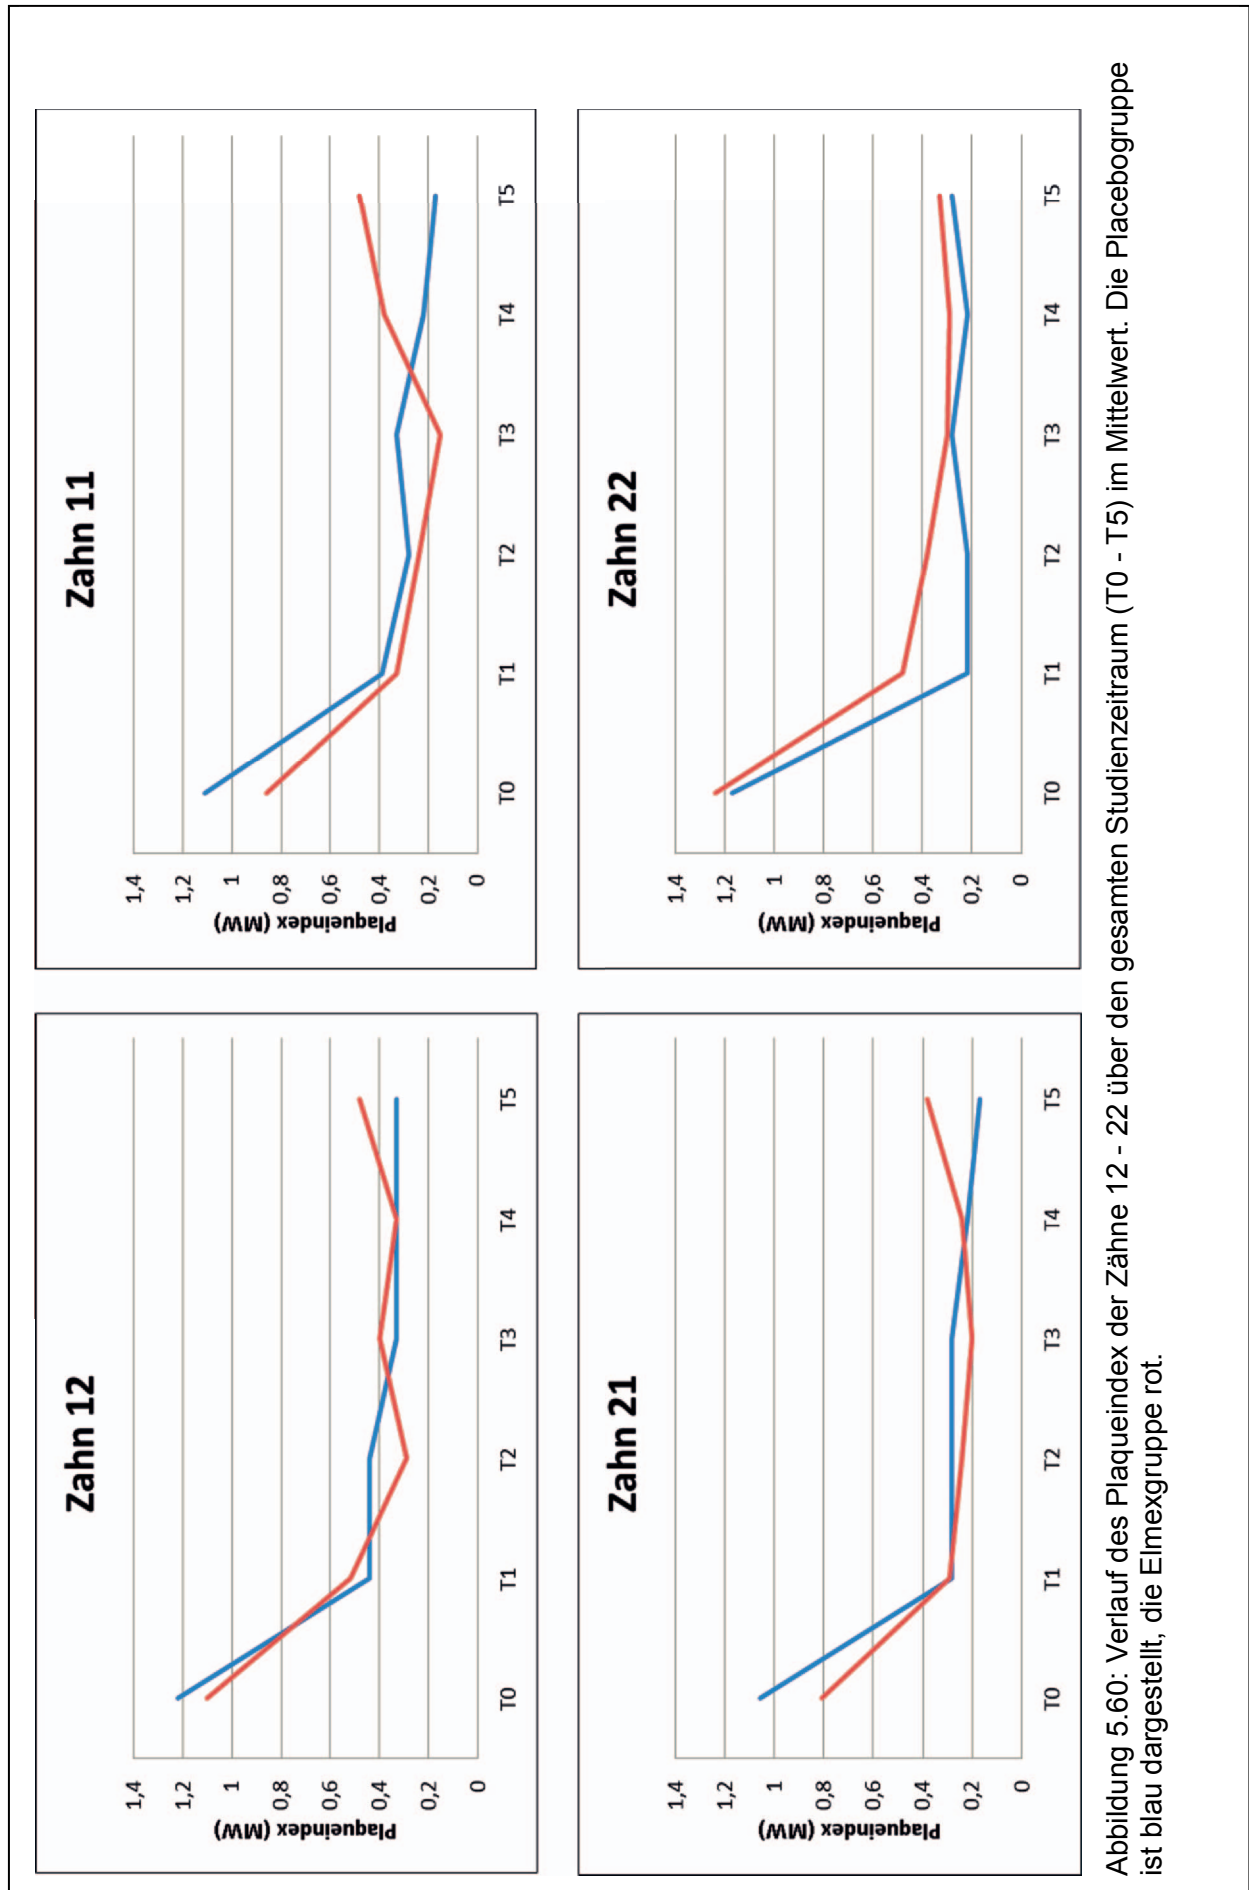 Zahn 12
Plaqueindex (MW)
1,4
1,2
1
0,8
0,6
0,4
0,2
0
T0 T1 T2 T3 T4 T5
Zahn 11
Plaqueindex (MW)
1,4
1,2
1
0,8
0,6
0,4
0,2
0
T0 T1 T2 T3 T4 T5
Zahn 21
Plaqueindex (MW)
1,4
1,2
1
0,8
0,6
0,4
0,2
0
T0 T1 T2 T3 T4 T5
Zahn 22
Plaqueindex (MW)
1,4
1,2
1
0,8
0,6
0,4
0,2
0
T0 T1 T2 T3 T4 T5
Abbildung 5.60: Verlauf des Plaqueindex der Zähne 12 - 22 über den gesamten Studienzeitraum (T0 - T5) im Mittelwert. Die Placebogruppe
ist blau dargestellt, die Elmexgruppe rot.